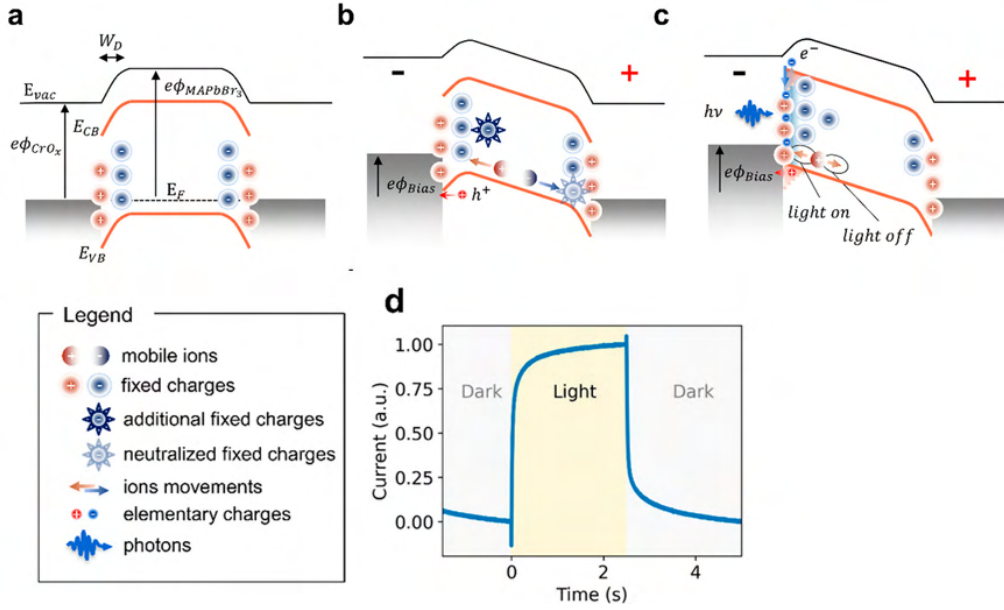 a
W_D
E_vac
eϕ_MAPbBr3
E_CB
eϕ_CrOx
E_F
E_VB
b
-
+
eϕ_Bias
h⁺
c
-
e⁻
+
hν
eϕ_Bias
light on
light off
Legend
mobile ions
fixed charges
additional fixed charges
neutralized fixed charges
ions movements
elementary charges
photons
d
Current (a.u.)
1.00
0.75
0.50
0.25
0.00
Dark
Light
Dark
0
2
4
Time (s)